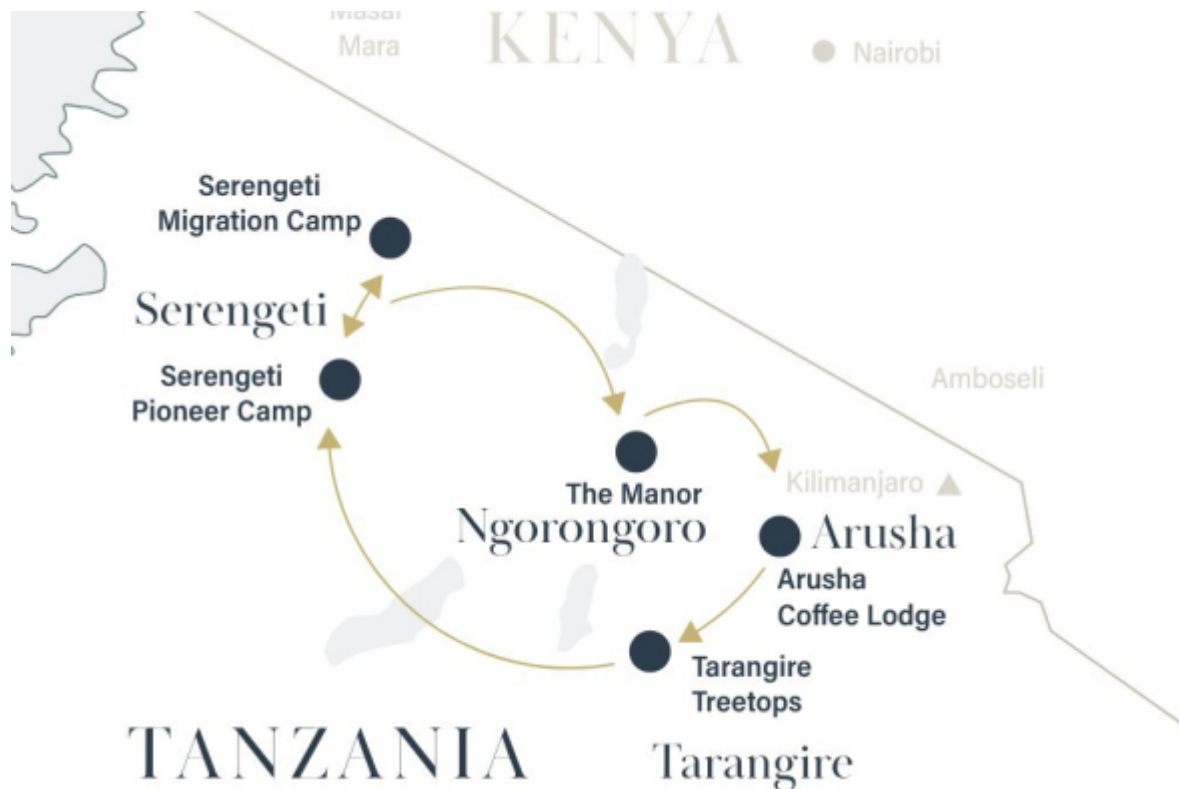 Masai
Mara
KENYA
Nairobi
Serengeti
Migration Camp
Serengeti
Serengeti
Pioneer Camp
Amboseli
The Manor
Ngorongoro
Kilimanjaro
Arusha
Arusha
Coffee Lodge
Tarangire
Treetops
TANZANIA
Tarangire